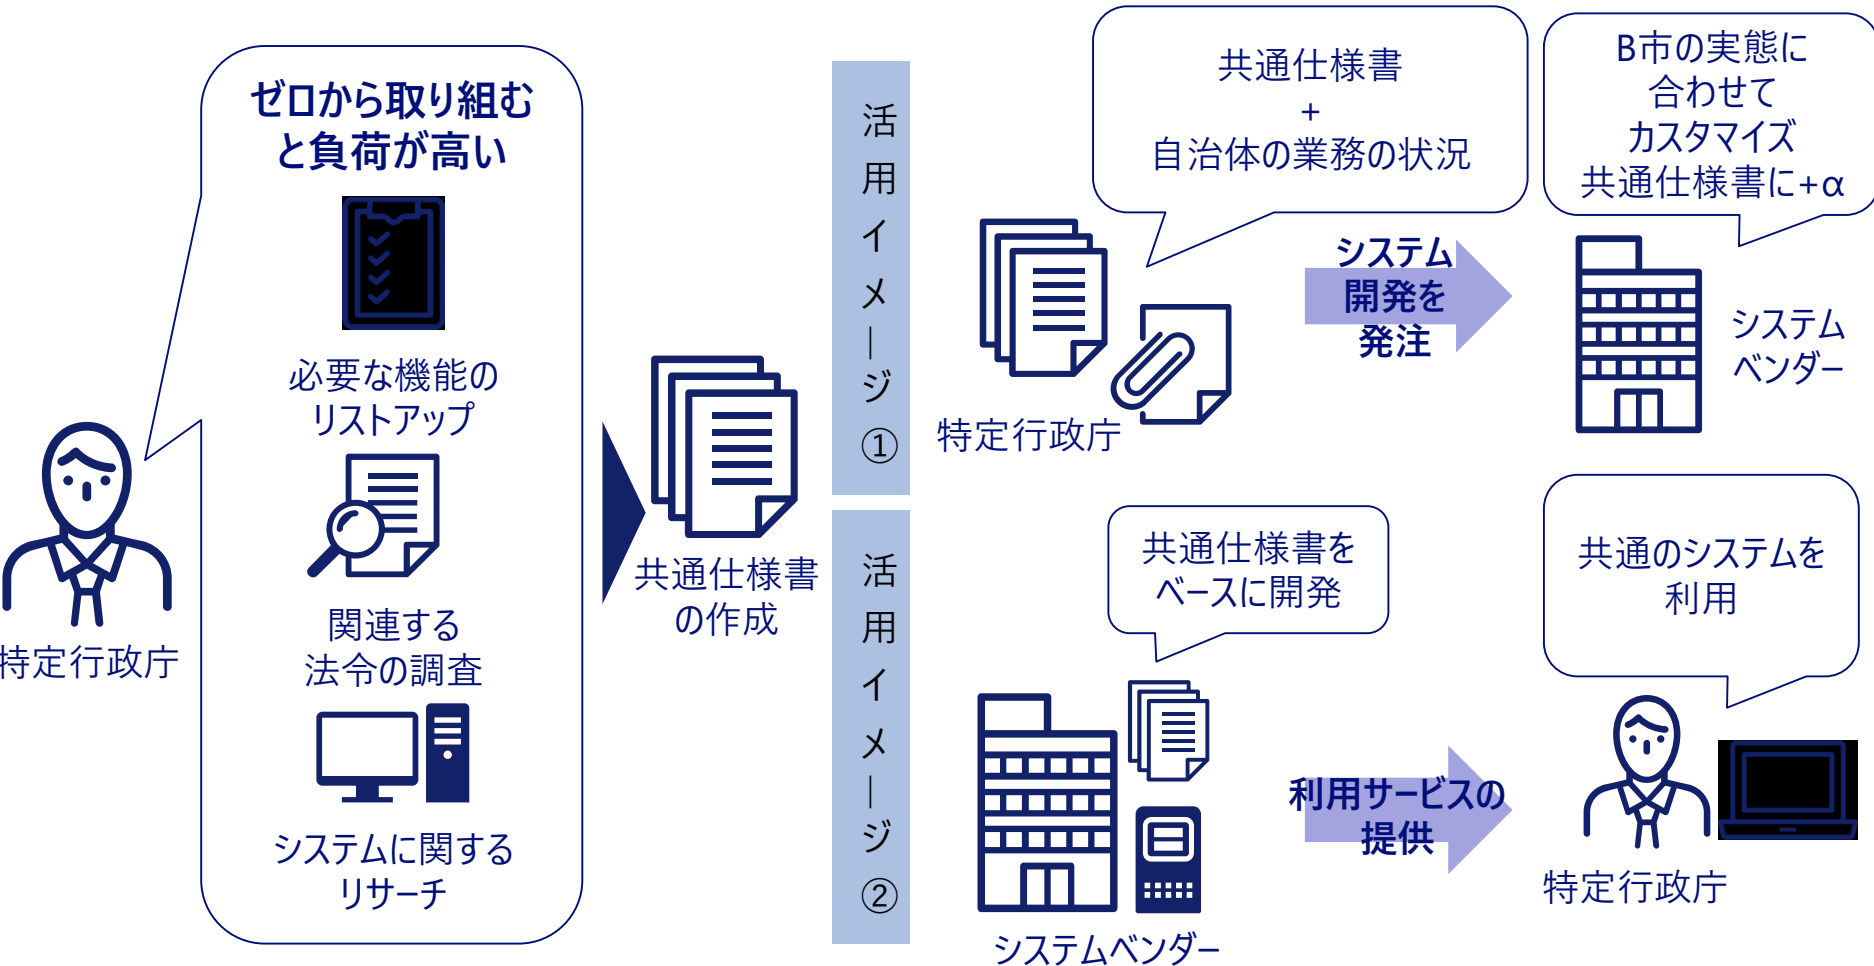 ゼロから取り組む
と負荷が高い
必要な機能の
リストアップ
関連する
法令の調査
システムに関する
リサーチ
特定行政庁
共通仕様書
の作成
活用イメージ①
共通仕様書
+
自治体の業務の状況
特定行政庁
システム
開発を
発注
B市の実態に
合わせて
カスタマイズ
共通仕様書に+α
システム
ベンダー
活用イメージ②
共通仕様書を
ベースに開発
システムベンダー
利用サービスの
提供
共通のシステムを
利用
特定行政庁